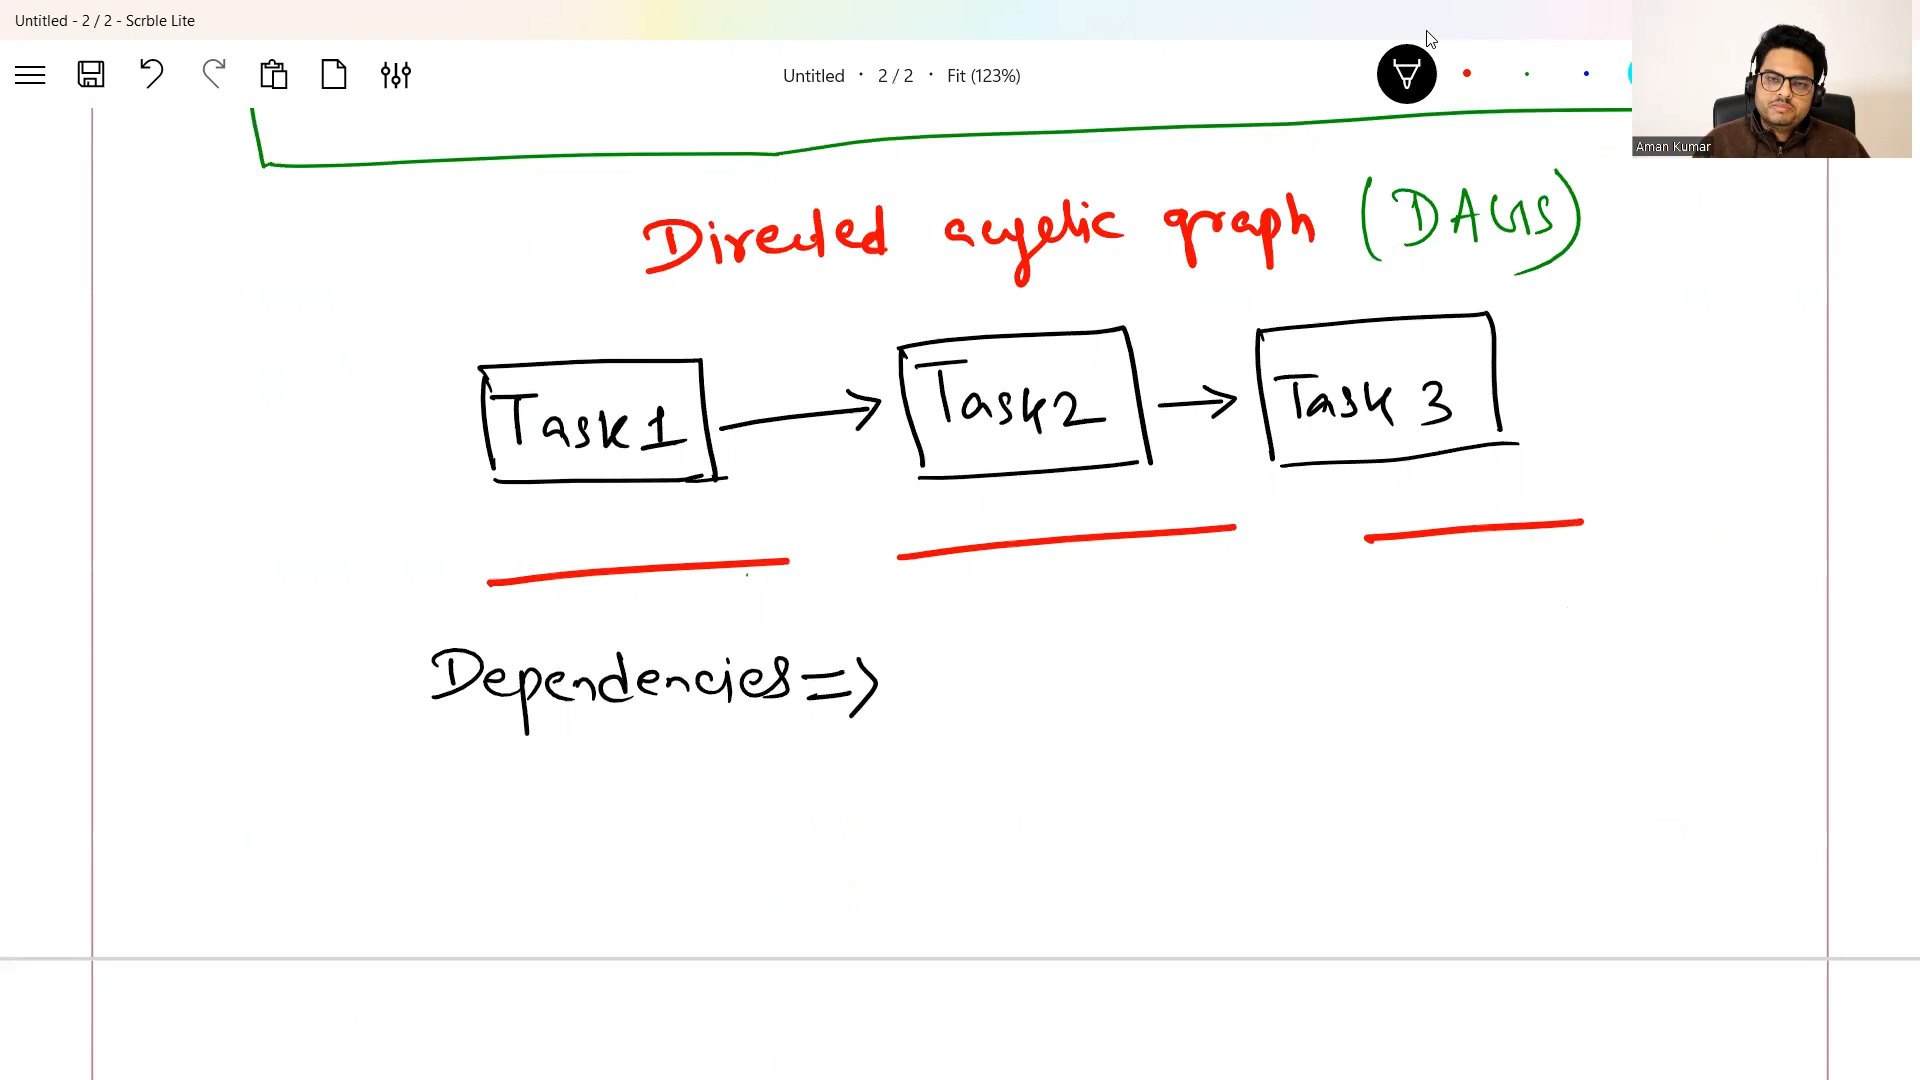 Untitled - 2 / 2 - Scrble Lite
Untitled • 2 / 2 • Fit (123%)
Aman Kumar
Directed acyclic graph (DAGS)
Task 1 Task 2 Task 3
Dependencies =>